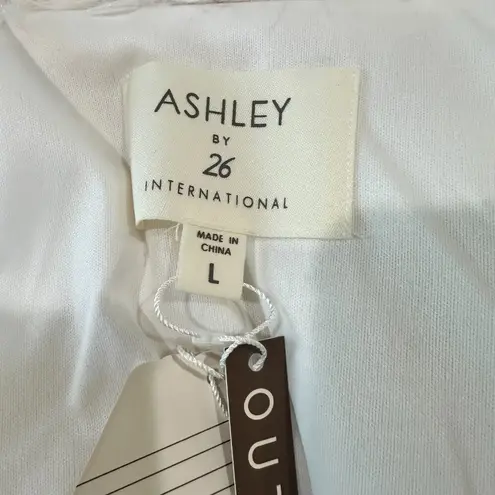 ASHLEY
BY
26
INTERNATIONAL
MADE IN
CHINA
L
OUT